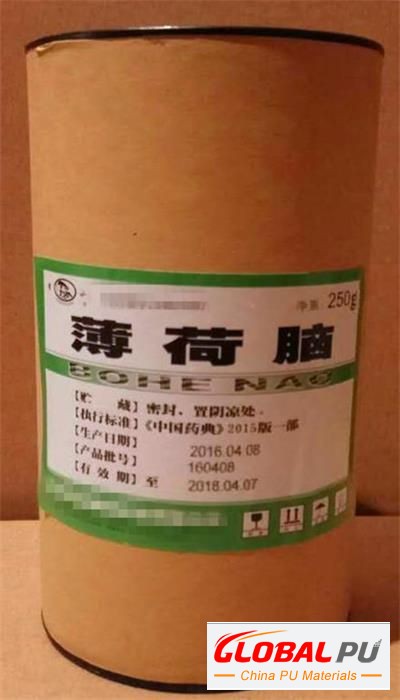 净重: 250g
薄荷脑
BOHE NAO
【贮 藏】密封、置阴凉处。
【执行标准】《中国药典》2015版一部
【生产日期】 2016.04.08
【产品批号】 160408
【有 效 期】至 2018.04.07
GLOBAL PU
China PU Materials